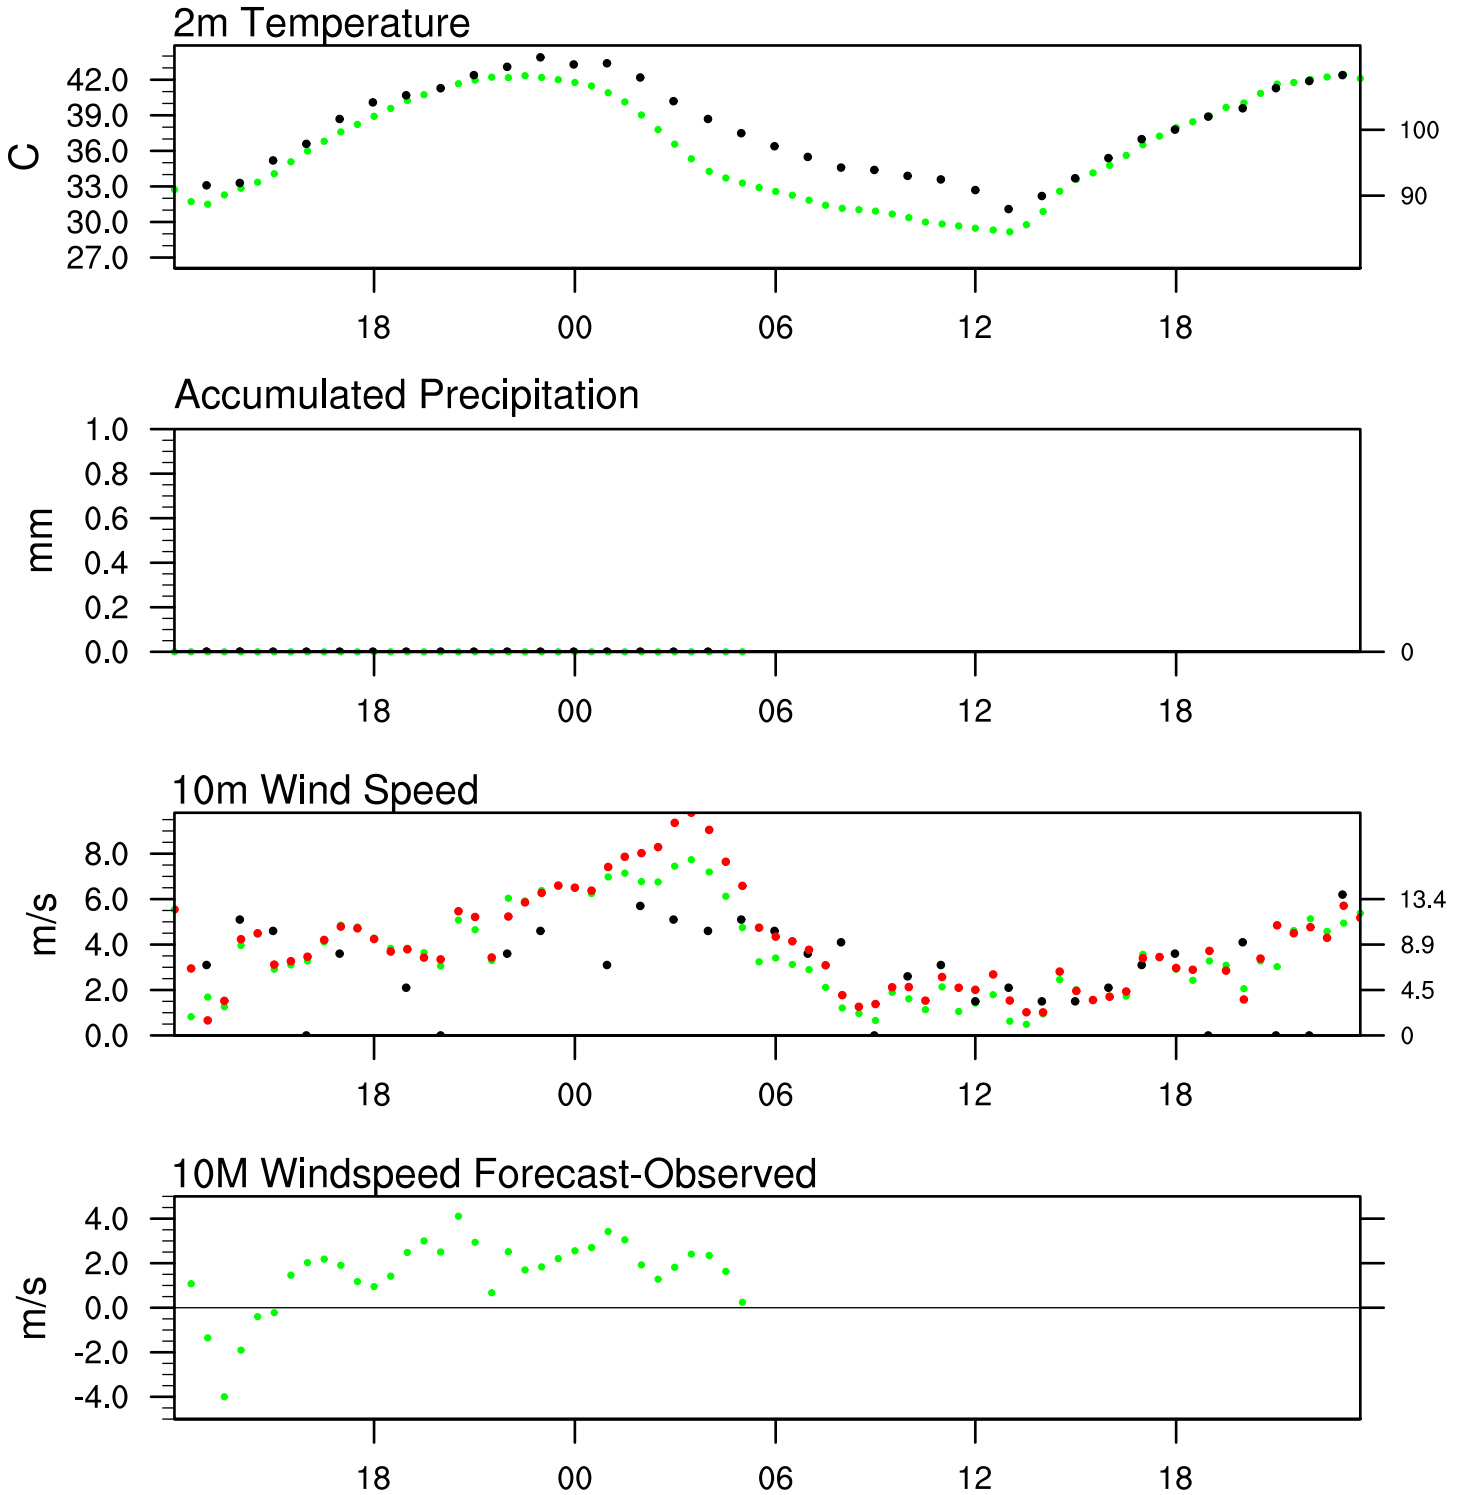 2m Temperature
42.0
39.0
100
36.0
C
33.0
90
30.0
27.0
18 00 06 12 18
Accumulated Precipitation
1.0
0.8
0.6
mm
0.4
0.2
0.0 0
18 00 06 12 18
10m Wind Speed
8.0
6.0 13.4
m/s
4.0 8.9
2.0 4.5
0.0 0
18 00 06 12 18
10M Windspeed Forecast-Observed
4.0
2.0
m/s
0.0
-2.0
-4.0
18 00 06 12 18